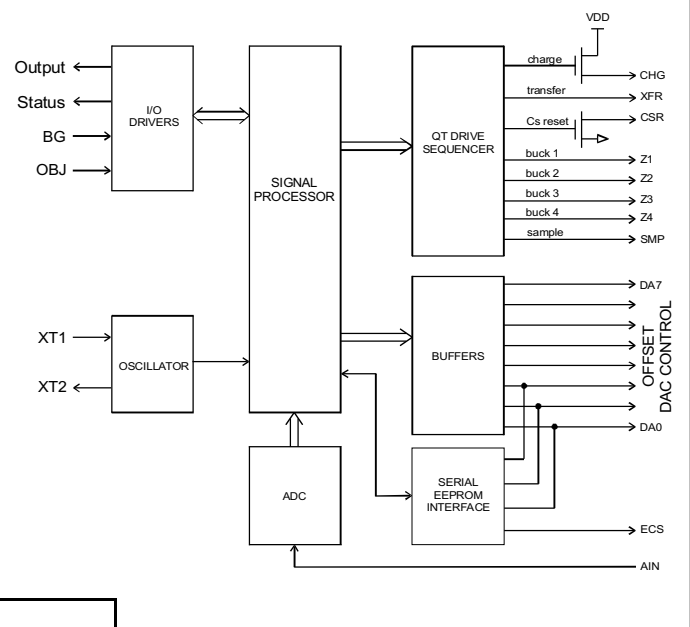 VDD
Output
Status
BG
OBJ
I/O
DRIVERS
SIGNAL
PROCESSOR
QT DRIVE
SEQUENCER
charge
CHG
transfer
XFR
Cs reset
CSR
buck 1
Z1
buck 2
Z2
buck 3
Z3
buck 4
Z4
sample
SMP
XT1
XT2
OSCILLATOR
BUFFERS
DA7
OFFSET
DAC CONTROL
DA0
ADC
SERIAL
EEPROM
INTERFACE
ECS
AIN